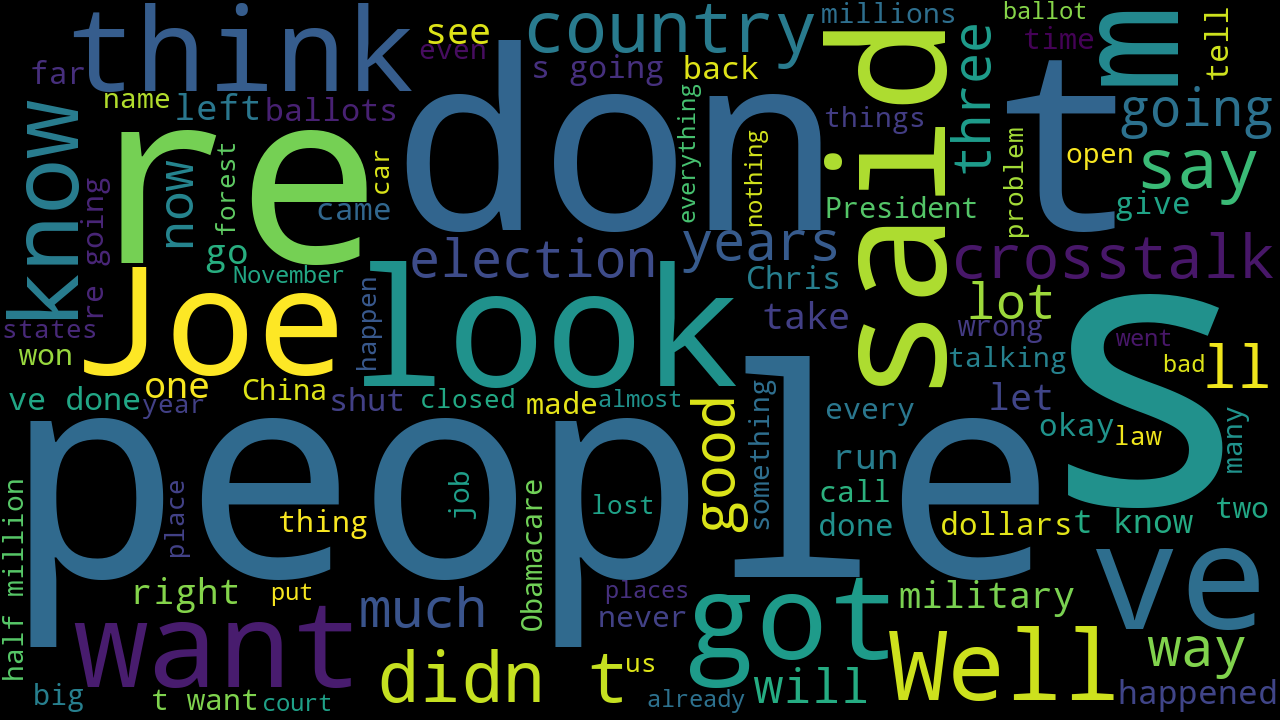 think
country
millions
ballot
m
tell
see
even
time
said
three
far
s going
back
don
t
name
left
ballots
going
know
re
now
forest
car
everything
nothing
things
problem
open
say
came
President
give
re going
go
election
years
crosstalk
November
Chris
Joe
look
happen
take
lot
s
states
won
wrong
went
talking
bad
ll
one
China
ve done
year
shut
closed
made
almost
good
something
every
let
okay
law
many
people
place
job
run
call
done
lost
thing
Obamacare
dollars
t know
two
half million
ve
right
put
much
places
never
got
military
want
didn t
us
will
Well
way
big
t want
court
already
happened